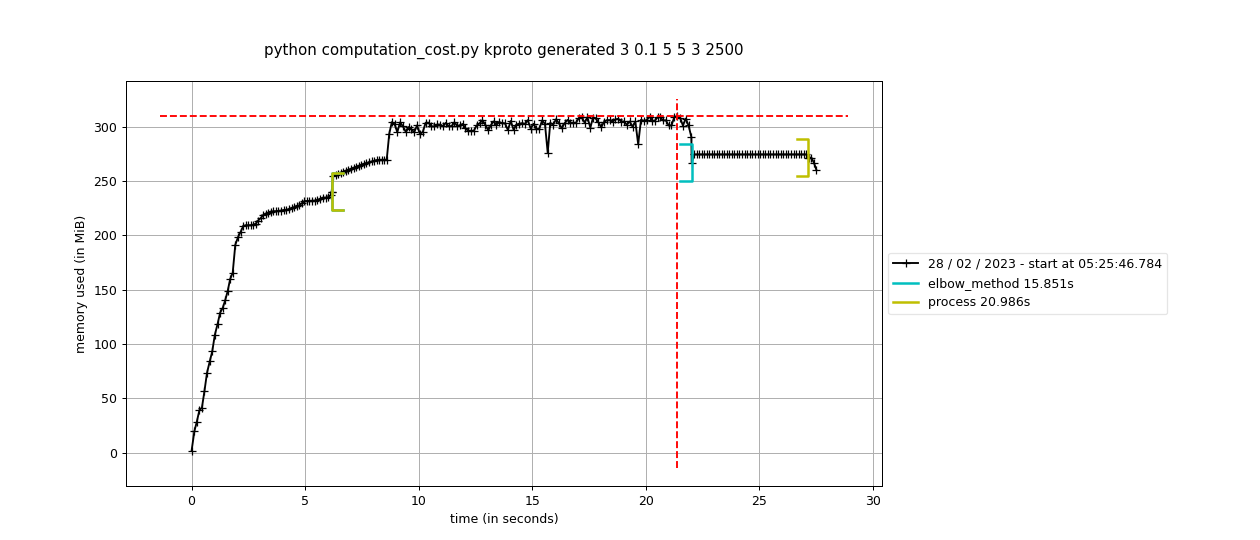 python computation_cost.py kproto generated 3 0.1 5 5 3 2500
memory used (in MiB)
300
250
200
150
100
50
0
0 5 10 15 20 25 30
time (in seconds)
28 / 02 / 2023 - start at 05:25:46.784
elbow_method 15.851s
process 20.986s